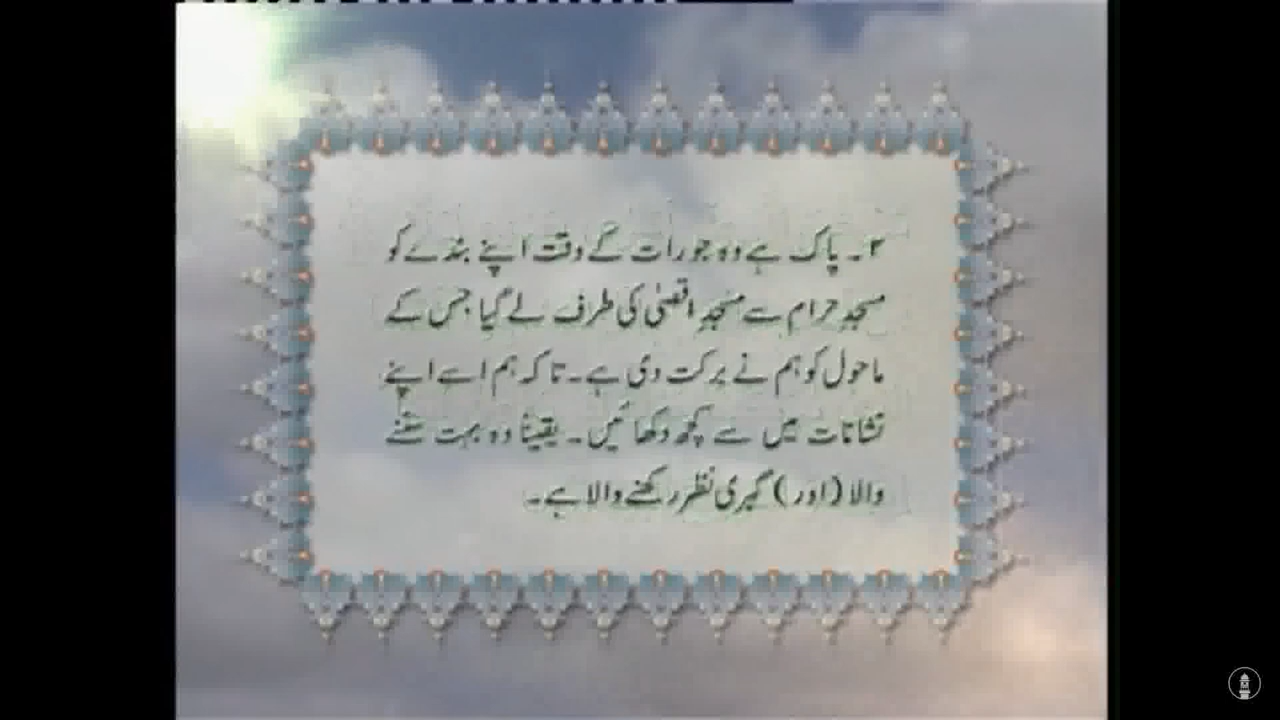 ۲۔ پاک ہے وہ جو رات کے وقت اپنے بندے کو
مسجدِ حرام سے مسجدِ اقصیٰ کی طرف لے گیا جس کے
ماحول کو ہم نے برکت دی ہے۔ تا کہ ہم اسے اپنے
نشانات میں سے کچھ دکھائیں۔ یقیناً وہ بہت سننے
والا (اور) گہری نظر رکھنے والا ہے۔